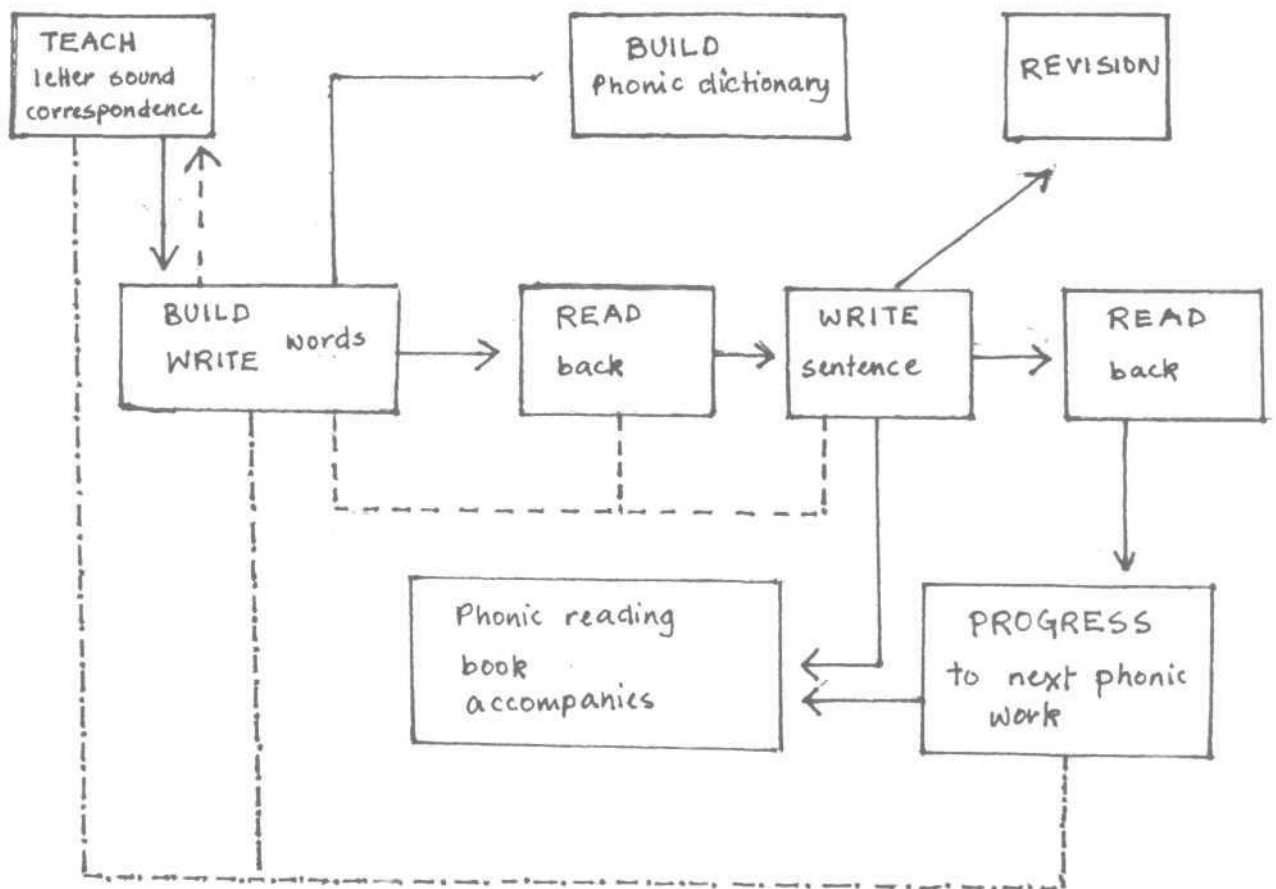 TEACH
letter sound
correspondence
BUILD
Phonic dictionary
REVISION
BUILD
WRITE words
READ
back
WRITE
sentence
READ
back
Phonic reading
book
accompanies
PROGRESS
to next phonic
work